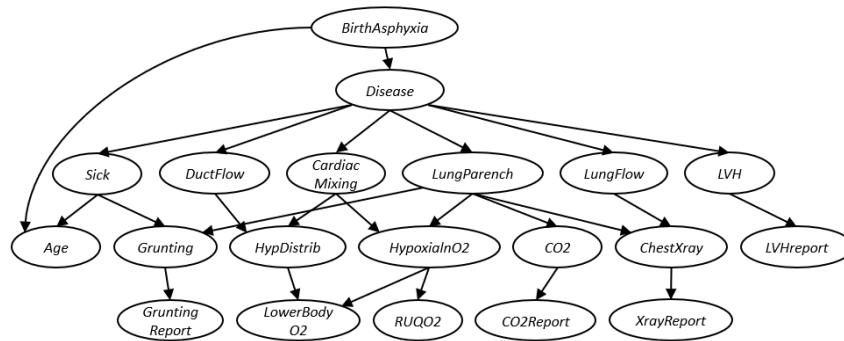 BirthAsphyxia
Disease
Sick
DuctFlow
Cardiac
Mixing
LungParench
LungFlow
LVH
Age
Grunting
HypDistrib
HypoxiaInO2
CO2
ChestXray
LVHreport
Grunting
Report
LowerBody
O2
RUQO2
CO2Report
XrayReport